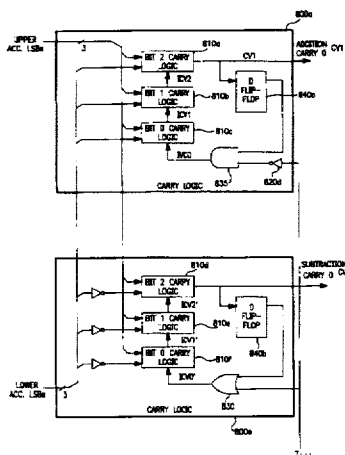 800a
UPPER
ACC. LSBs
3
BIT 2 CARRY
LOGIC
810a
ADDITION
CARRY 0 CV1
CV1
ICV2
BIT 1 CARRY
LOGIC
810b
D
FLIP-
FLOP
840a
ICV1
BIT 0 CARRY
LOGIC
810c
835
820d
CARRY LOGIC
BIT 2 CARRY
LOGIC
810d
SUBTRACTION
CARRY 0
ICV2'
BIT 1 CARRY
LOGIC
810e
D
FLIP-
FLOP
840b
ICV1'
BIT 0 CARRY
LOGIC
810f
ICV0'
830
LOWER
ACC. LSBs
3
CARRY LOGIC